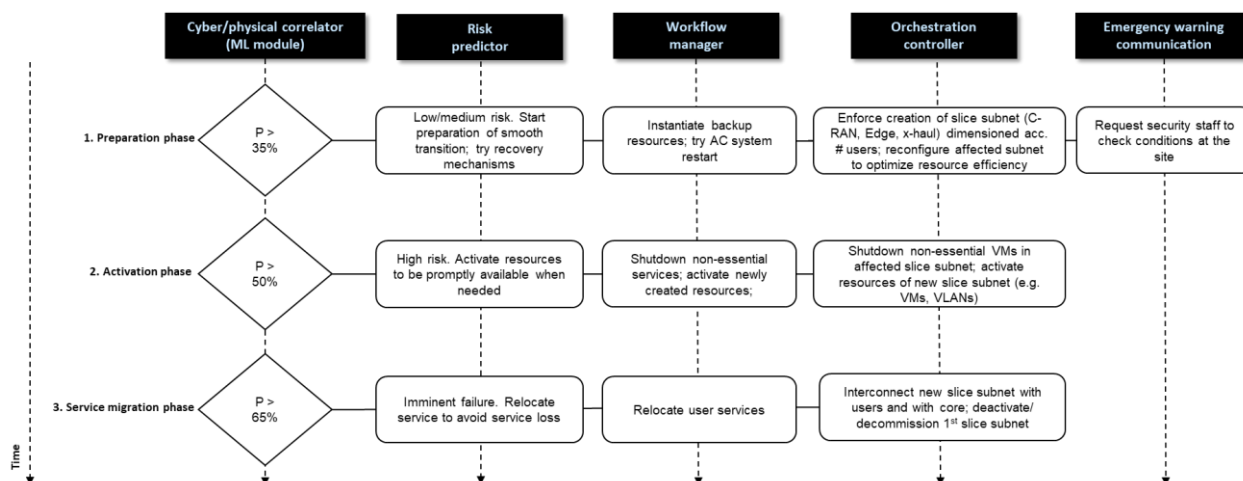 Cyber/physical correlator
(ML module)
Risk
predictor
Workflow
manager
Orchestration
controller
Emergency warning
communication
1. Preparation phase
P >
35%
Low/medium risk. Start
preparation of smooth
transition; try recovery
mechanisms
Instantiate backup
resources; try AC system
restart
Enforce creation of slice subnet (C-
RAN, Edge, x-haul) dimensioned acc.
# users; reconfigure affected subnet
to optimize resource efficiency
Request security staff to
check conditions at the
site
2. Activation phase
P >
50%
High risk. Activate resources
to be promptly available when
needed
Shutdown non-essential
services; activate newly
created resources;
Shutdown non-essential VMs in
affected slice subnet; activate
resources of new slice subnet (e.g.
VMs, VLANs)
3. Service migration phase
P >
65%
Imminent failure. Relocate
service to avoid service loss
Relocate user services
Interconnect new slice subnet with
users and with core; deactivate/
decommission 1st slice subnet
Time